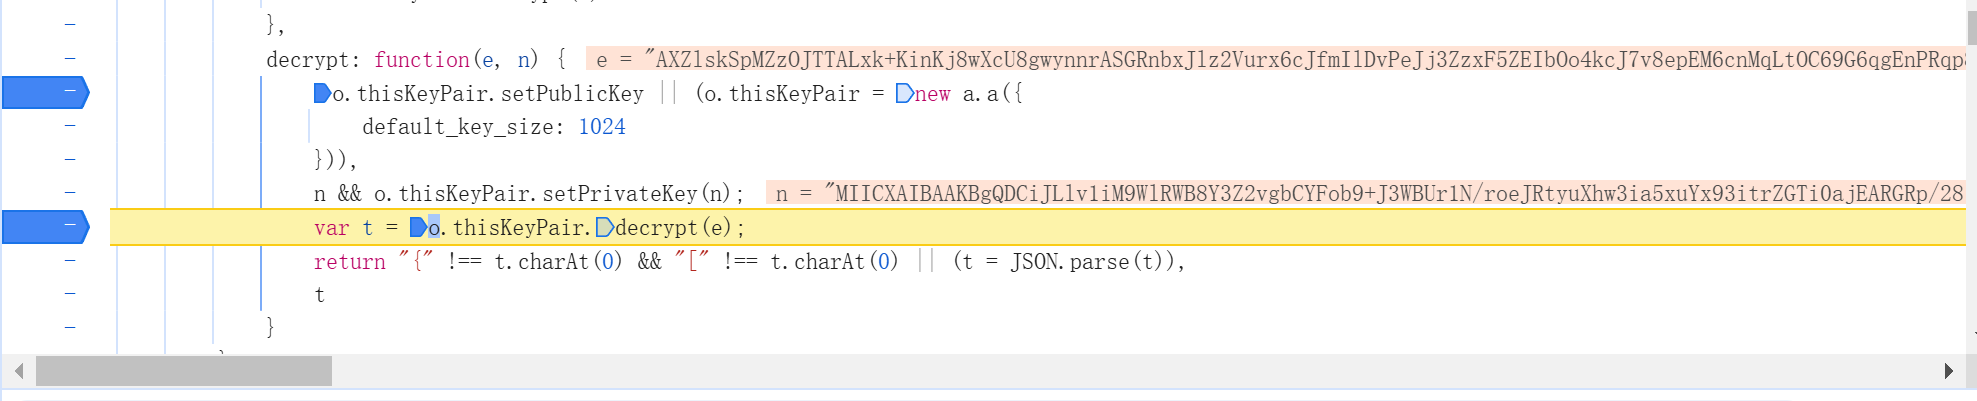 },
decrypt: function(e, n) { e = "AXZlskSpMZzOJTTALxk+KinKj8wXcU8gwynnrASGRnbxJlz2Vurx6cJfmIlDvPeJj3ZzxF5ZEIbOo4kcJ7v8epEM6cnMqLtOC69G6qgEnPRqp
o.thisKeyPair.setPublicKey || (o.thisKeyPair = new a.a({
default_key_size: 1024
})),
n && o.thisKeyPair.setPrivateKey(n); n = "MIICXAIBAAKBgQDCiJLlv1iM9WlRWB8Y3Z2vgbCYFob9+J3WBUr1N/roeJRtyuXhw3ia5xuYx93itrZGTi0ajEARGRp/28
var t = o.thisKeyPair.decrypt(e);
return "{" !== t.charAt(0) && "[" !== t.charAt(0) || (t = JSON.parse(t)),
t
}